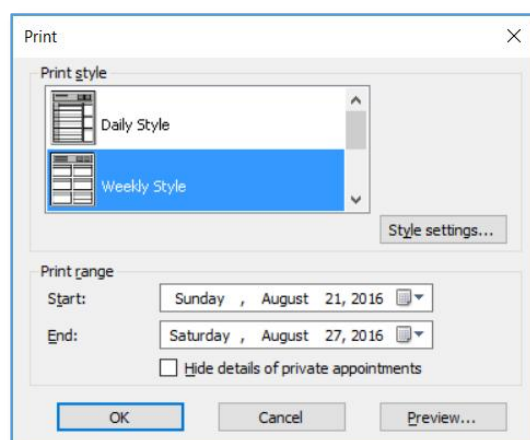 Print
Print style
Daily Style
Weekly Style
Style settings...
Print range
Start: Sunday , August 21, 2016
End: Saturday , August 27, 2016
Hide details of private appointments
OK Cancel Preview...